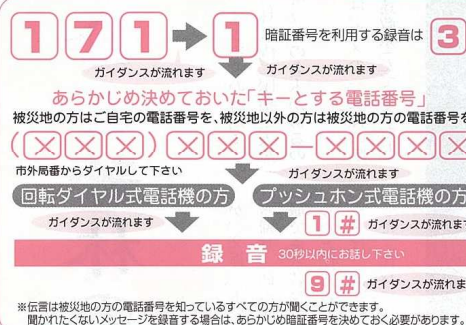 171➡1 暗証番号を利用する録音は 3
ガイダンスが流れます ガイダンスが流れます
あらかじめ決めておいた「キーとする電話番号」
被災地の方はご自宅の電話番号を、被災地以外の方は被災地の方の電話番号を
(×××)×××−××××
市外局番からダイヤルして下さい ガイダンスが流れます
回転ダイヤル式電話機の方 プッシュホン式電話機の方
ガイダンスが流れます 1# ガイダンスが流れます
録音 30秒以内にお話し下さい
9# ガイダンスが流れま
※伝言は被災地の方の電話番号を知っているすべての方が聞くことができます。
聞かれたくないメッセージを録音する場合は、あらかじめ暗証番号を決めておく必要があります。